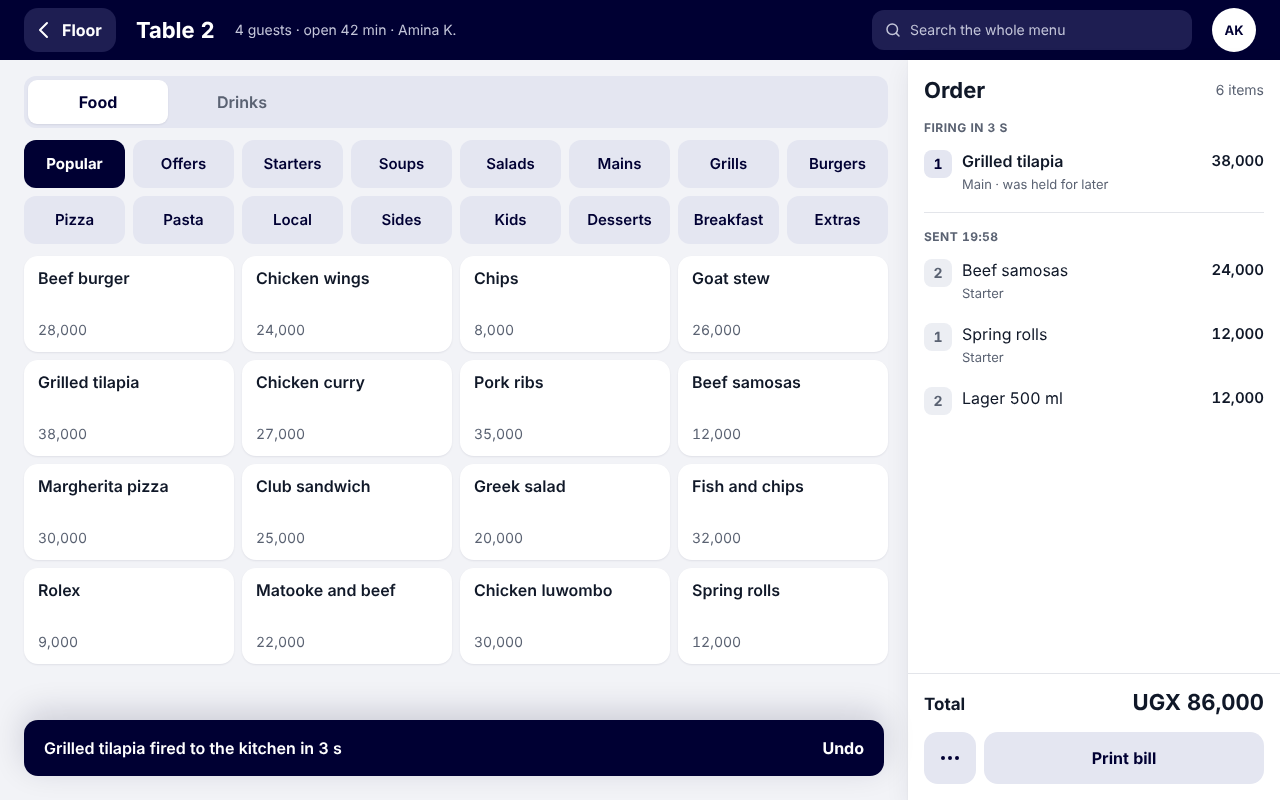 Floor
Table 2
4 guests · open 42 min · Amina K.
Search the whole menu
AK
Food
Drinks
Popular
Offers
Starters
Soups
Salads
Mains
Grills
Burgers
Pizza
Pasta
Local
Sides
Kids
Desserts
Breakfast
Extras
Beef burger
28,000
Chicken wings
24,000
Chips
8,000
Goat stew
26,000
Grilled tilapia
38,000
Chicken curry
27,000
Pork ribs
35,000
Beef samosas
12,000
Margherita pizza
30,000
Club sandwich
25,000
Greek salad
20,000
Fish and chips
32,000
Rolex
9,000
Matooke and beef
22,000
Chicken luwombo
30,000
Spring rolls
12,000
Grilled tilapia fired to the kitchen in 3 s
Undo
Order
6 items
FIRING IN 3 S
1 Grilled tilapia 38,000
Main · was held for later
SENT 19:58
2 Beef samosas 24,000
Starter
1 Spring rolls 12,000
Starter
2 Lager 500 ml 12,000
Total UGX 86,000
Print bill